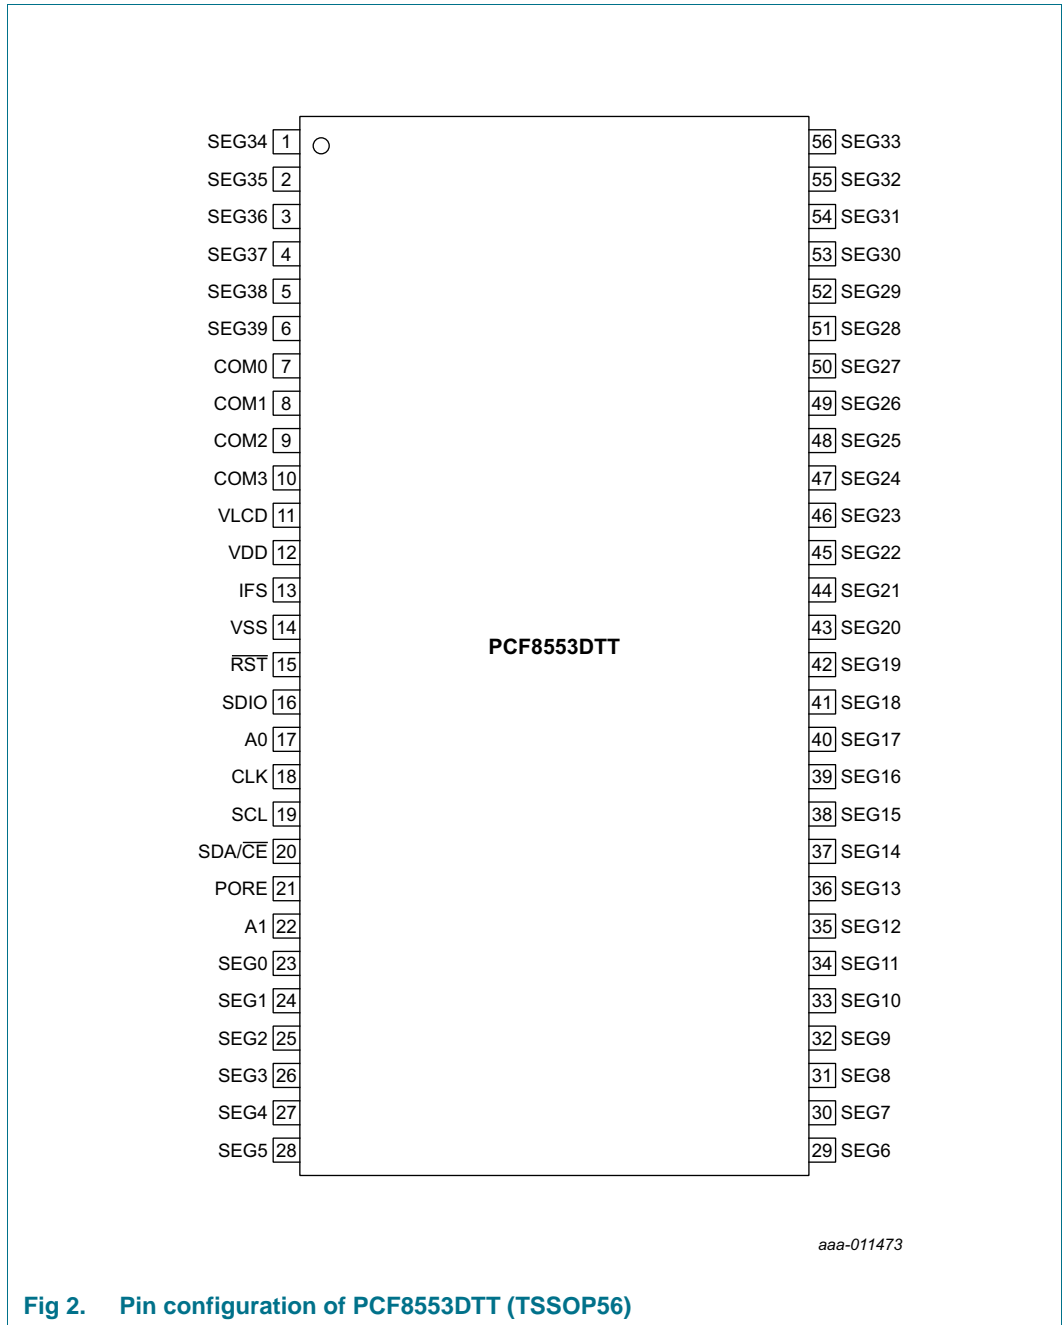 SEG34 1 56 SEG33
SEG35 2 55 SEG32
SEG36 3 54 SEG31
SEG37 4 53 SEG30
SEG38 5 52 SEG29
SEG39 6 51 SEG28
COM0 7 50 SEG27
COM1 8 49 SEG26
COM2 9 48 SEG25
COM3 10 47 SEG24
VLCD 11 46 SEG23
VDD 12 45 SEG22
IFS 13 44 SEG21
VSS 14 43 SEG20
PCF8553DTT
R̅S̅T̅ 15 42 SEG19
SDIO 16 41 SEG18
A0 17 40 SEG17
CLK 18 39 SEG16
SCL 19 38 SEG15
SDA/C̅E̅ 20 37 SEG14
PORE 21 36 SEG13
A1 22 35 SEG12
SEG0 23 34 SEG11
SEG1 24 33 SEG10
SEG2 25 32 SEG9
SEG3 26 31 SEG8
SEG4 27 30 SEG7
SEG5 28 29 SEG6
aaa-011473
Fig 2. Pin configuration of PCF8553DTT (TSSOP56)